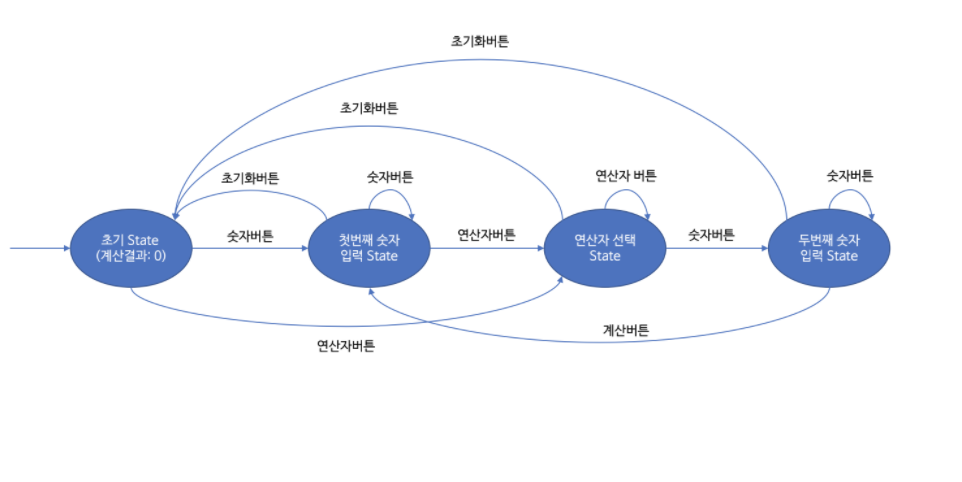 초기화버튼
초기화버튼
초기화버튼
숫자버튼
연산자 버튼
숫자버튼
초기 State
(계산결과: 0)
숫자버튼
첫번째 숫자
입력 State
연산자버튼
연산자 선택
State
숫자버튼
두번째 숫자
입력 State
계산버튼
연산자버튼